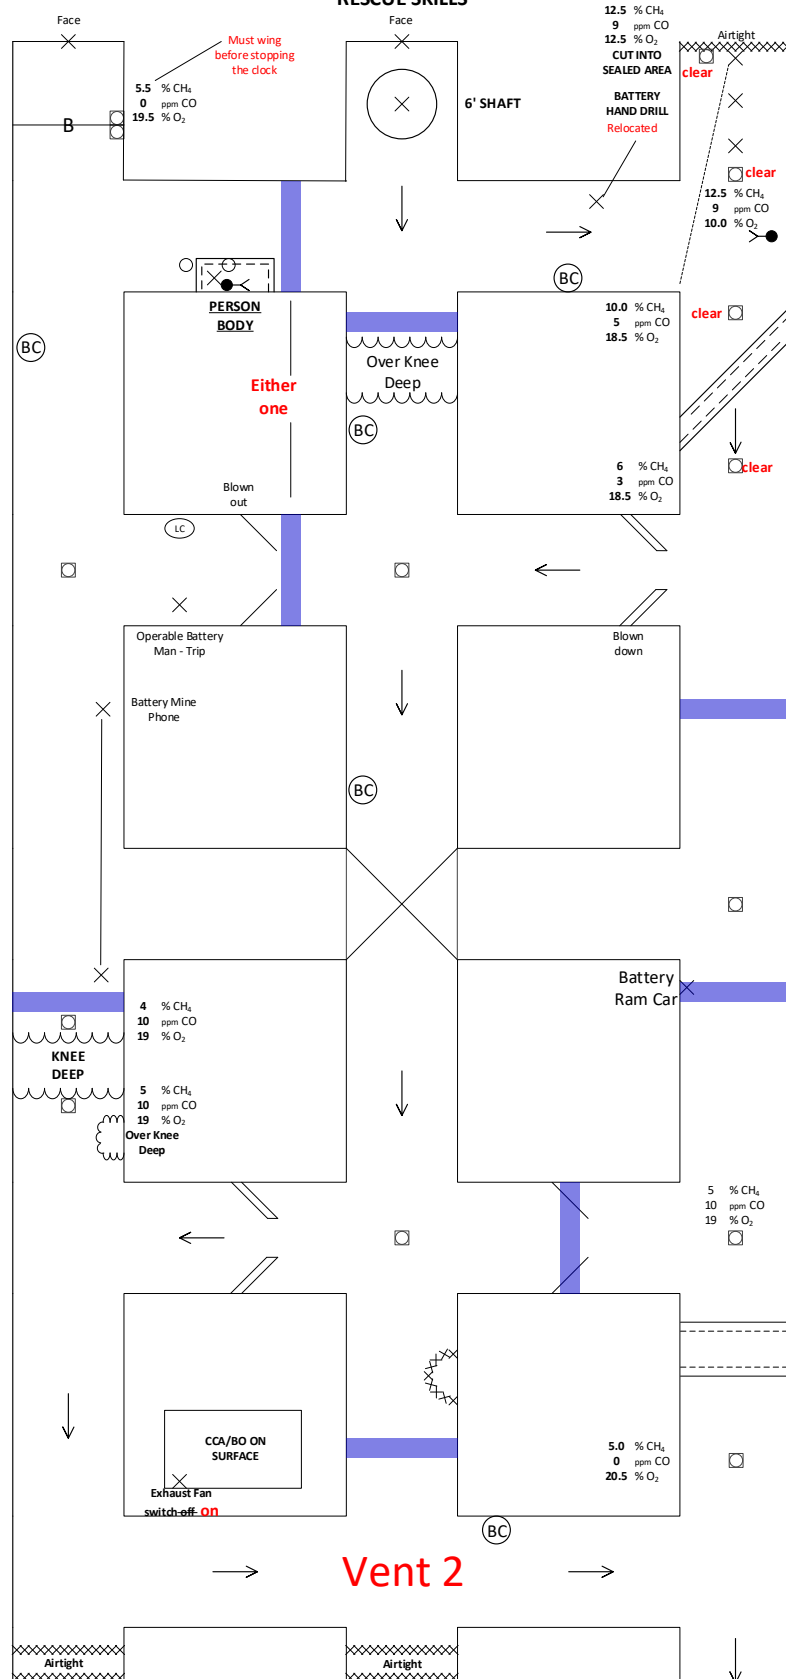 RESCUE SKILLS
Face
Face
12.5 % CH₄
9 ppm CO
12.5 % O₂
CUT INTO
SEALED AREA
Airtight
clear
Must wing
before stopping
the clock
5.5 % CH₄
0 ppm CO
19.5 % O₂
B
6' SHAFT
BATTERY
HAND DRILL
Relocated
clear
12.5 % CH₄
9 ppm CO
10.0 % O₂
BC
PERSON
BODY
10.0 % CH₄
5 ppm CO
18.5 % O₂
clear
BC
Over Knee
Deep
Either
one
BC
6 % CH₄
3 ppm CO
18.5 % O₂
clear
Blown
out
LC
Operable Battery
Man - Trip
Blown
down
Battery Mine
Phone
BC
Battery
Ram Car
4 % CH₄
10 ppm CO
19 % O₂
KNEE
DEEP
5 % CH₄
10 ppm CO
19 % O₂
Over Knee
Deep
5 % CH₄
10 ppm CO
19 % O₂
CCA/BO ON
SURFACE
Exhaust Fan
switch off on
5.0 % CH₄
0 ppm CO
20.5 % O₂
BC
Vent 2
Airtight
Airtight